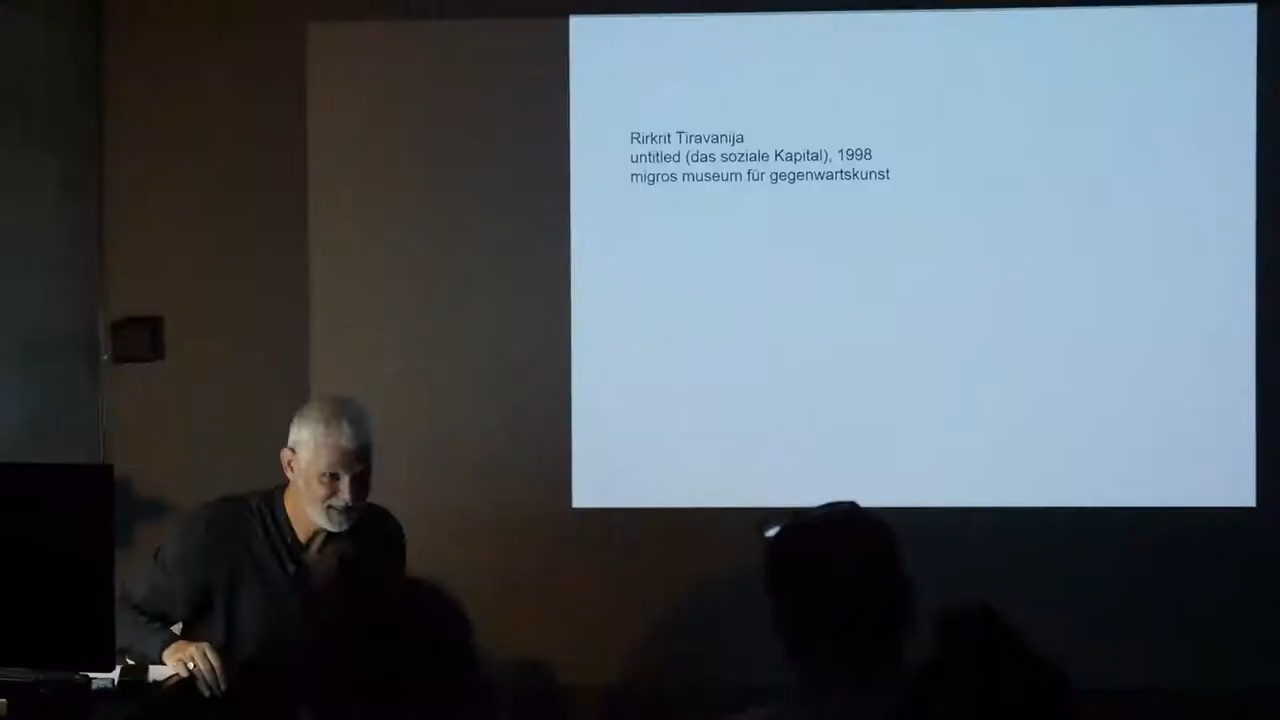 Rirkrit Tiravanija
untitled (das soziale Kapital), 1998
migros museum für gegenwartskunst